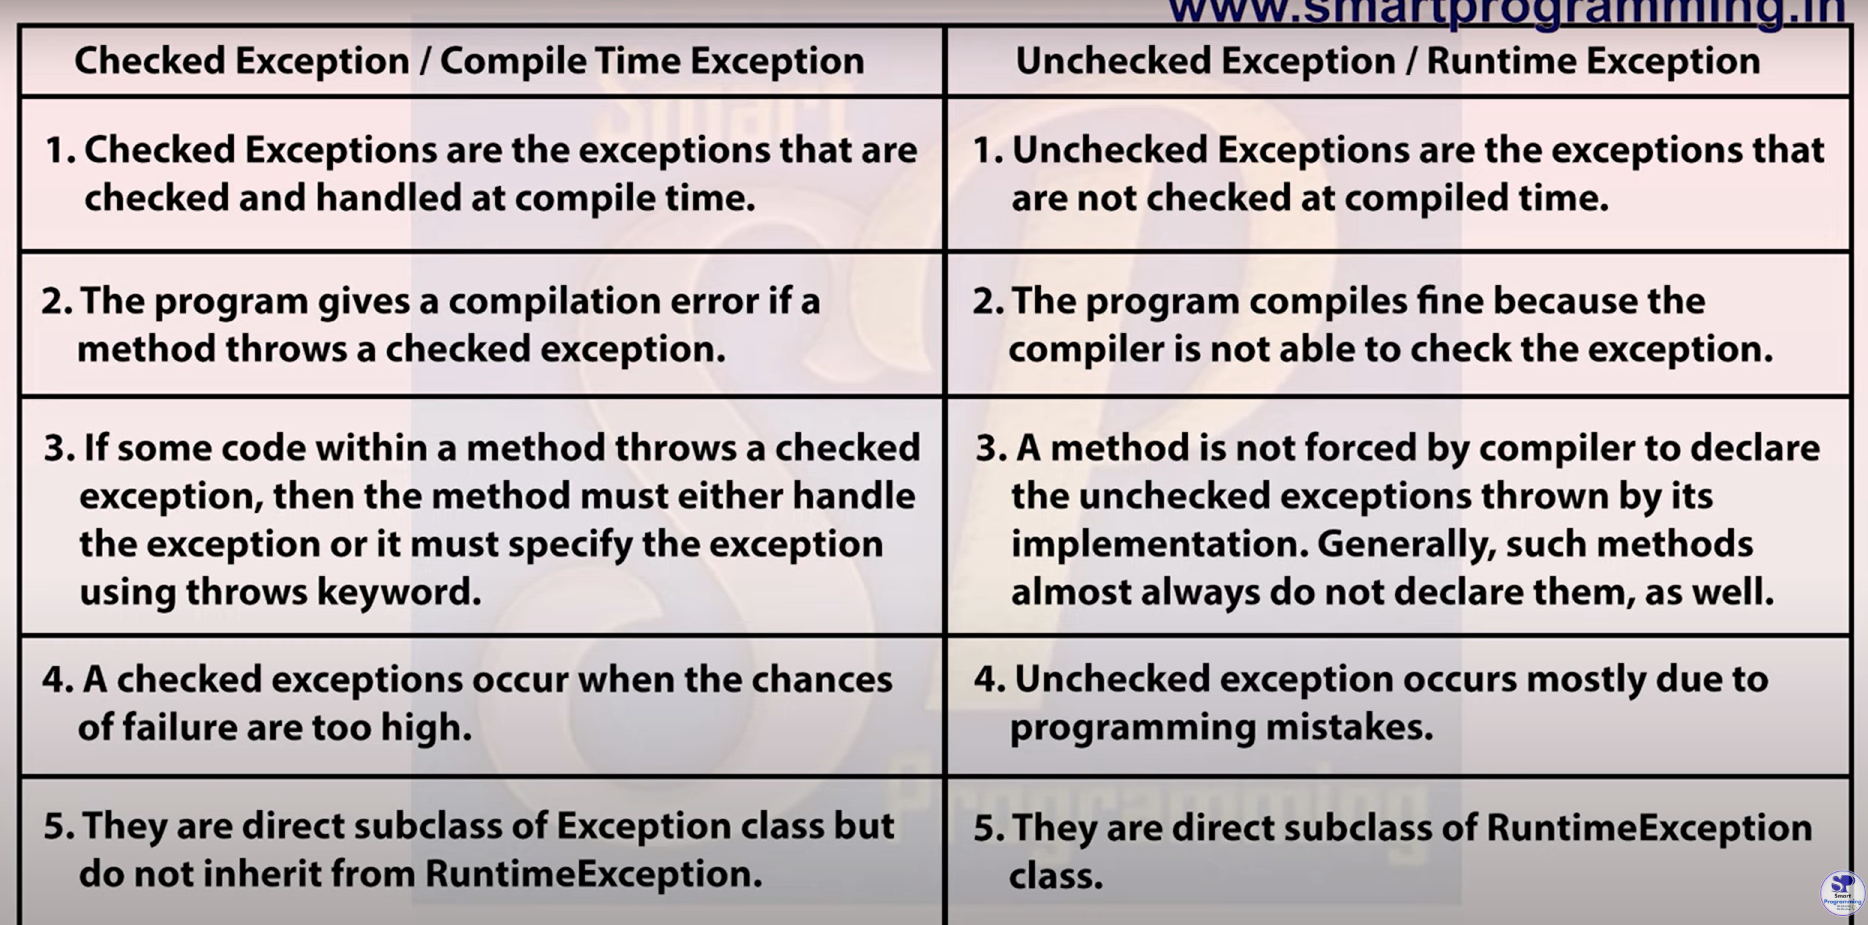 www.smartprogramming.in
Checked Exception / Compile Time Exception
Unchecked Exception / Runtime Exception
1. Checked Exceptions are the exceptions that are
checked and handled at compile time.
1. Unchecked Exceptions are the exceptions that
are not checked at compiled time.
2. The program gives a compilation error if a
method throws a checked exception.
2. The program compiles fine because the
compiler is not able to check the exception.
3. If some code within a method throws a checked
exception, then the method must either handle
the exception or it must specify the exception
using throws keyword.
3. A method is not forced by compiler to declare
the unchecked exceptions thrown by its
implementation. Generally, such methods
almost always do not declare them, as well.
4. A checked exceptions occur when the chances
of failure are too high.
4. Unchecked exception occurs mostly due to
programming mistakes.
5. They are direct subclass of Exception class but
do not inherit from RuntimeException.
5. They are direct subclass of RuntimeException
class.
Smart
SP
Programming
SP
Smart
Programming